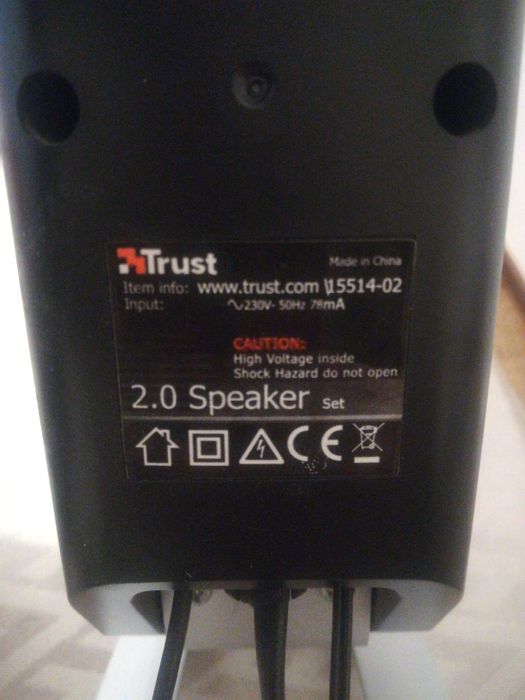 Trust
Made in China
Item info: www.trust.com \15514-02
Input: ∿230V- 50Hz 78mA
CAUTION:
High Voltage inside
Shock Hazard do not open
2.0 Speaker Set
CE